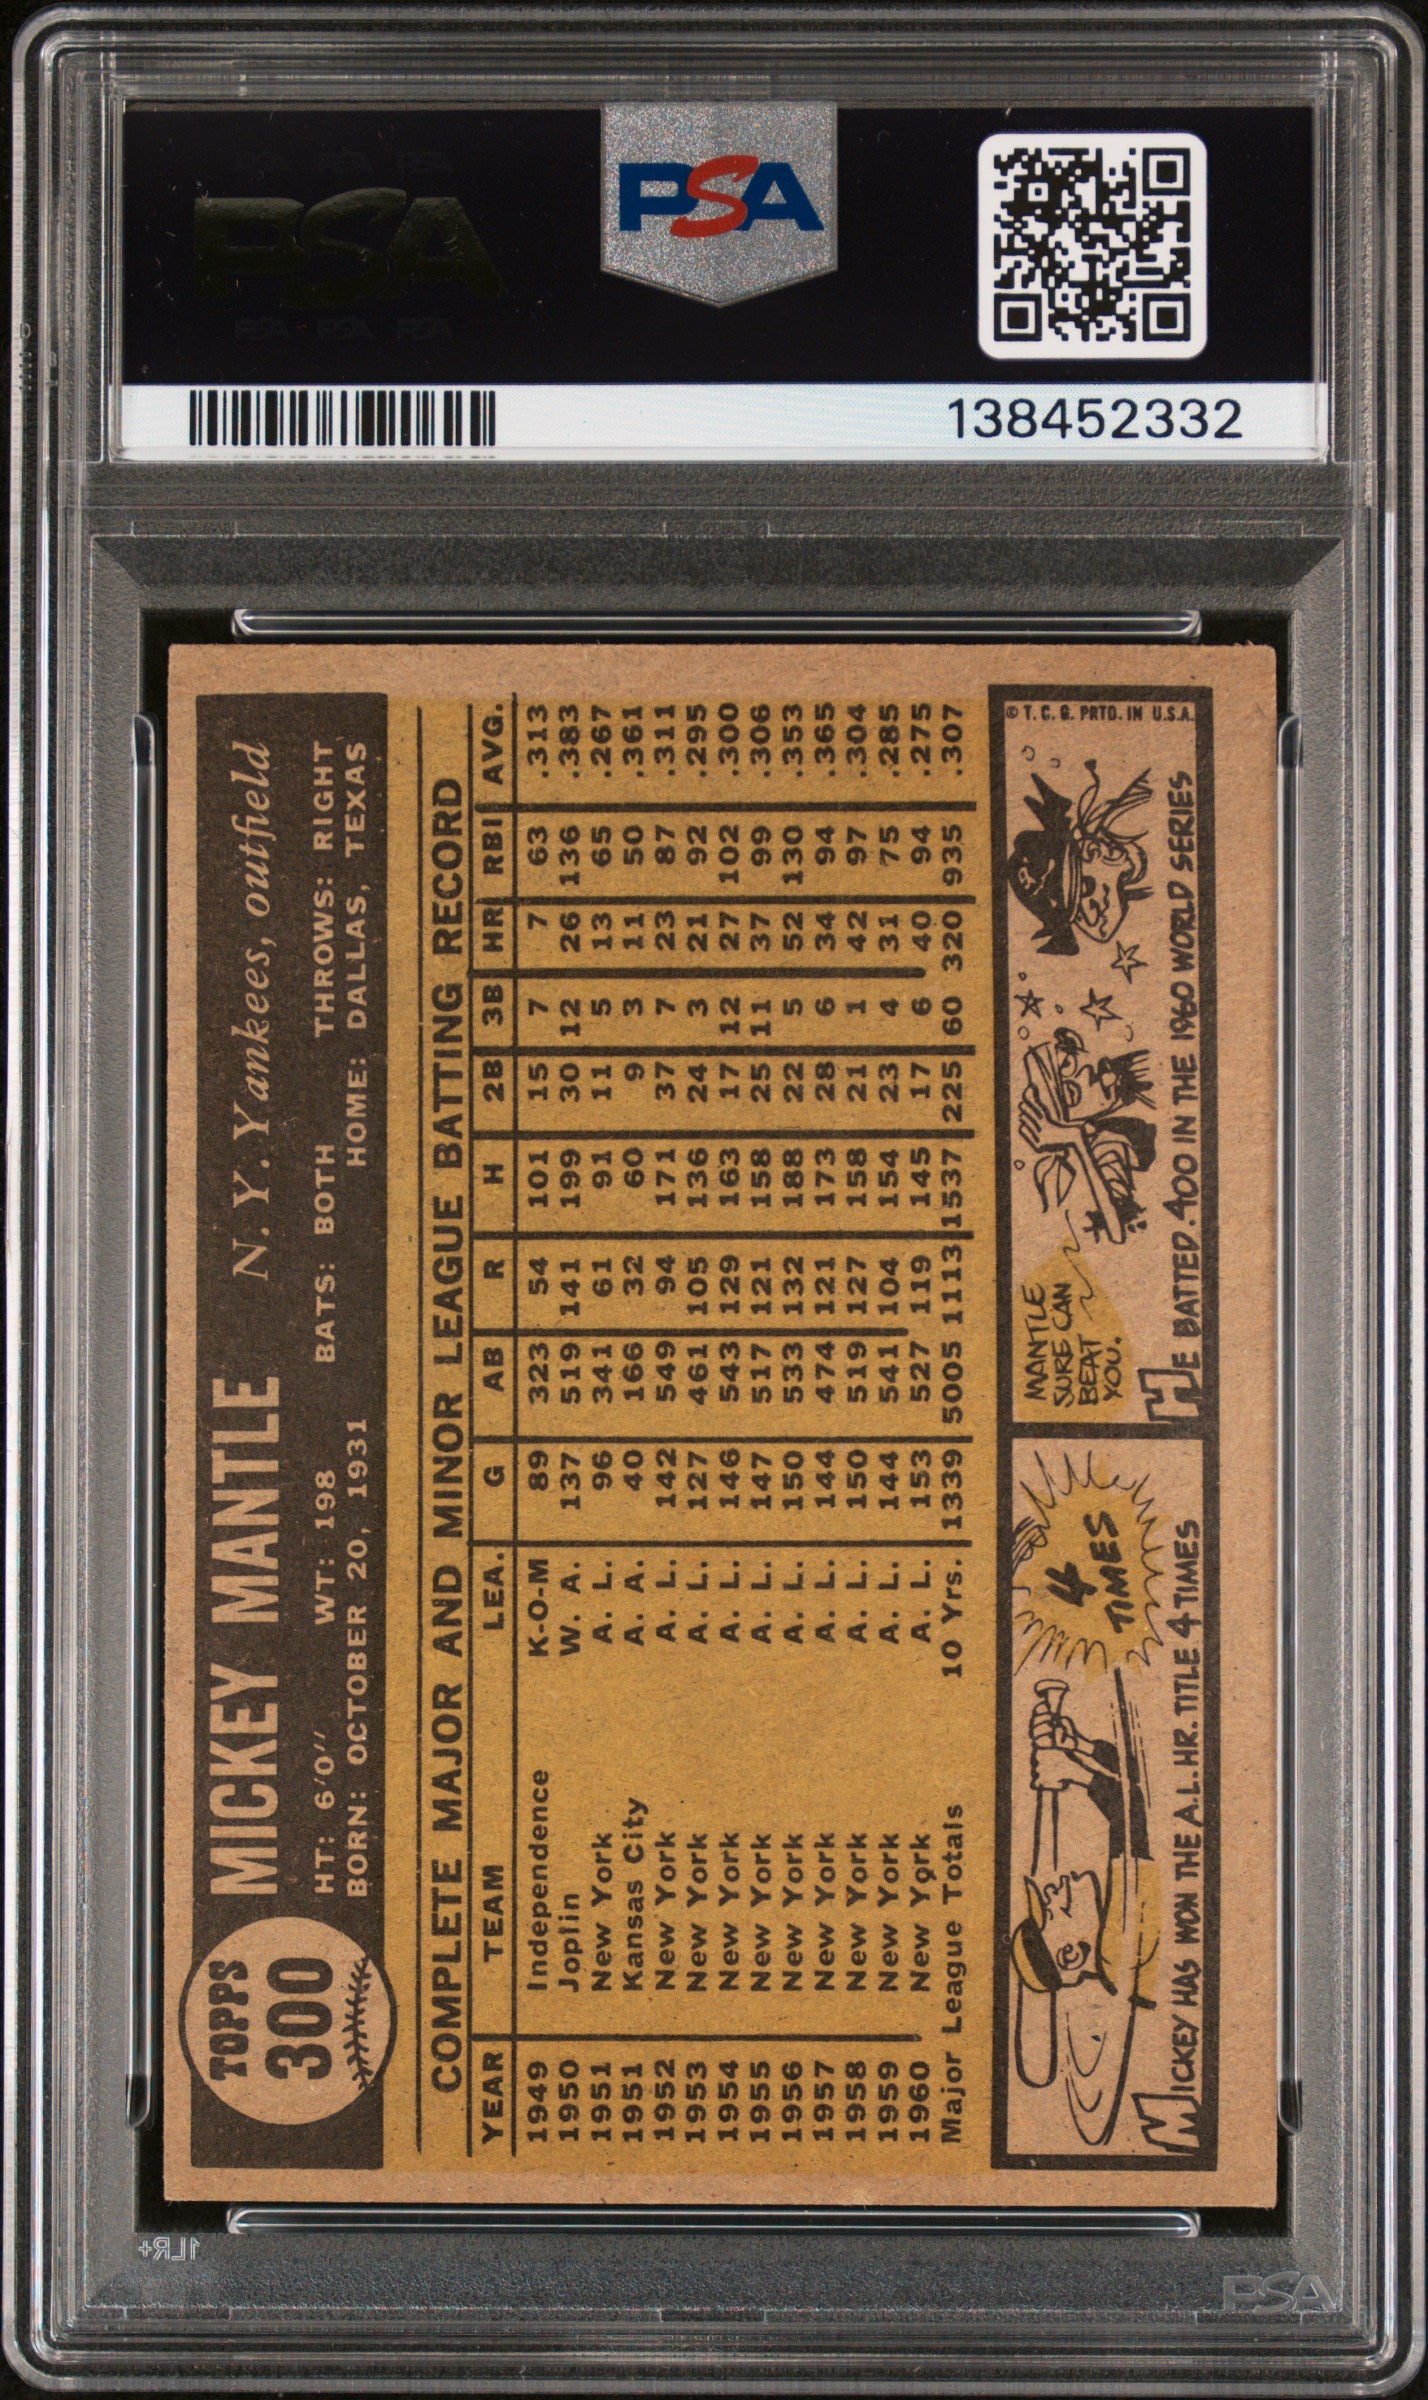 PSA
PSA PSA PSA
PSA
PSA PSA PSA
138452332
TOPPS
300
MICKEY MANTLE N. Y. Yankees, outfield
HT: 6'0" WT: 198 BATS: BOTH THROWS: RIGHT
BORN: OCTOBER 20, 1931 HOME: DALLAS, TEXAS
COMPLETE MAJOR AND MINOR LEAGUE BATTING RECORD
YEAR TEAM LEA. G AB R H 2B 3B HR RBI AVG.
1949 Independence K-O-M 89 323 54 101 15 7 7 63 .313
1950 Joplin W. A. 137 519 141 199 30 12 26 136 .383
1951 New York A. L. 96 341 61 91 11 5 13 65 .267
1951 Kansas City A. A. 40 166 32 60 9 3 11 50 .361
1952 New York A. L. 142 549 94 171 37 7 23 87 .311
1953 New York A. L. 127 461 105 136 24 3 21 92 .295
1954 New York A. L. 146 543 129 163 17 12 27 102 .300
1955 New York A. L. 147 517 121 158 25 11 37 99 .306
1956 New York A. L. 150 533 132 188 22 5 52 130 .353
1957 New York A. L. 144 474 121 173 28 6 34 94 .365
1958 New York A. L. 150 519 127 158 21 1 42 97 .304
1959 New York A. L. 144 541 104 154 23 4 31 75 .285
1960 New York A. L. 153 527 119 145 17 6 40 94 .275
Major League Totals 10 Yrs. 1339 5005 1113 1537 225 60 320 935 .307
4
TIMES
MICKEY HAS WON THE A.L. HR. TITLE 4 TIMES
MANTLE
SURE CAN
BEAT
YOU.
© T. C. G. PRTD. IN U.S.A.
HE BATTED .400 IN THE 1960 WORLD SERIES
1LR+
PSA